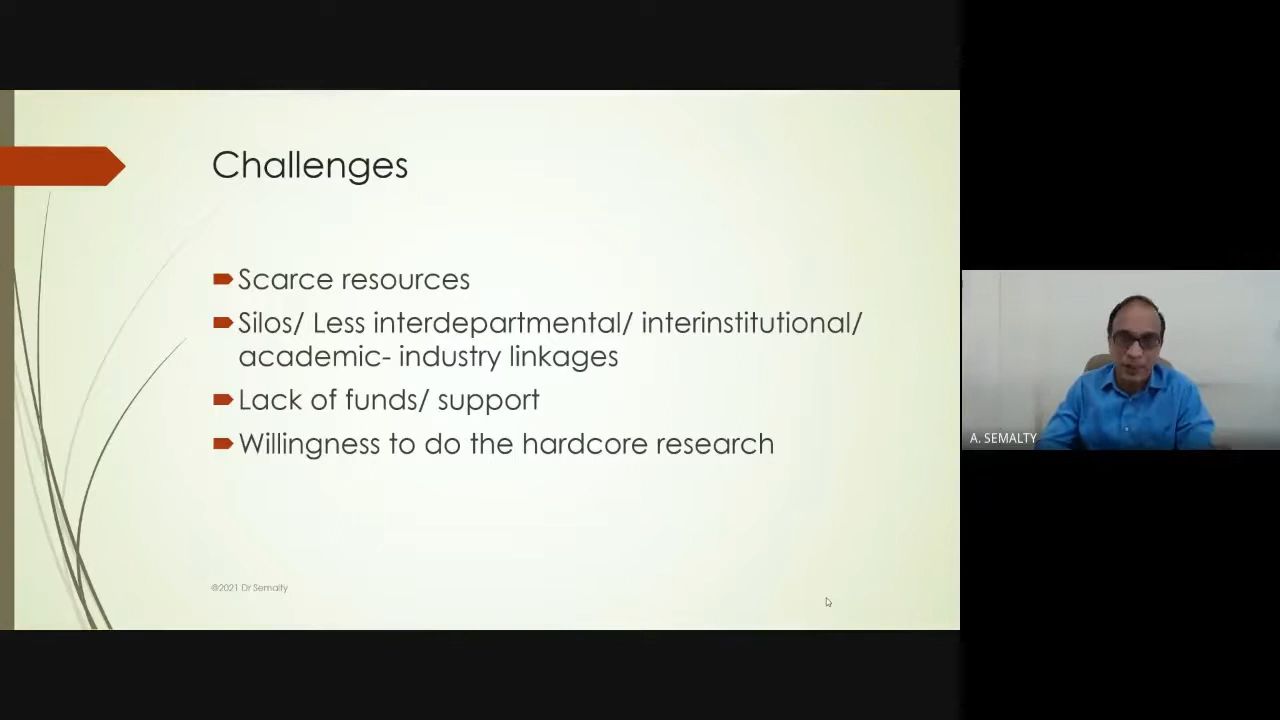 Challenges
Scarce resources
Silos/ Less interdepartmental/ interinstitutional/
academic- industry linkages
Lack of funds/ support
Willingness to do the hardcore research
©2021 Dr Semalty
A. SEMALTY